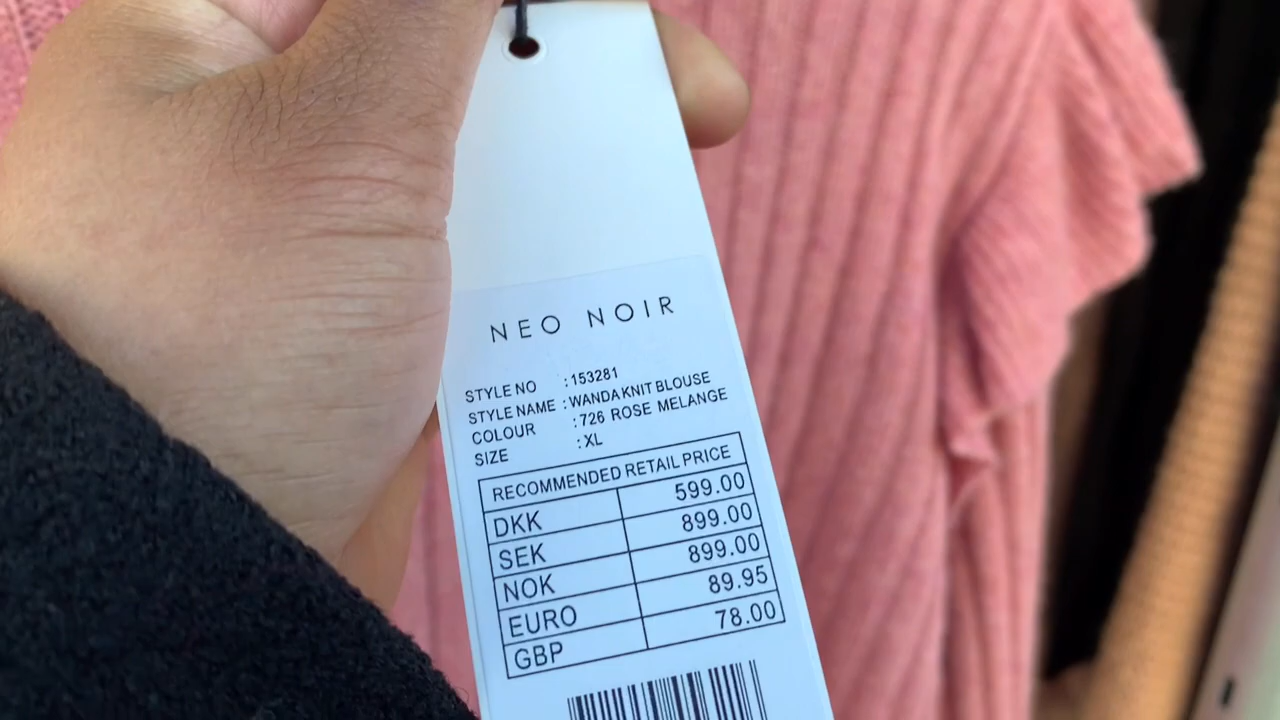 NEO NOIR
STYLE NO : 153281
STYLE NAME : WANDA KNIT BLOUSE
COLOUR : 726 ROSE MELANGE
SIZE : XL
RECOMMENDED RETAIL PRICE
DKK 599.00
SEK 899.00
NOK 899.00
EURO 89.95
GBP 78.00